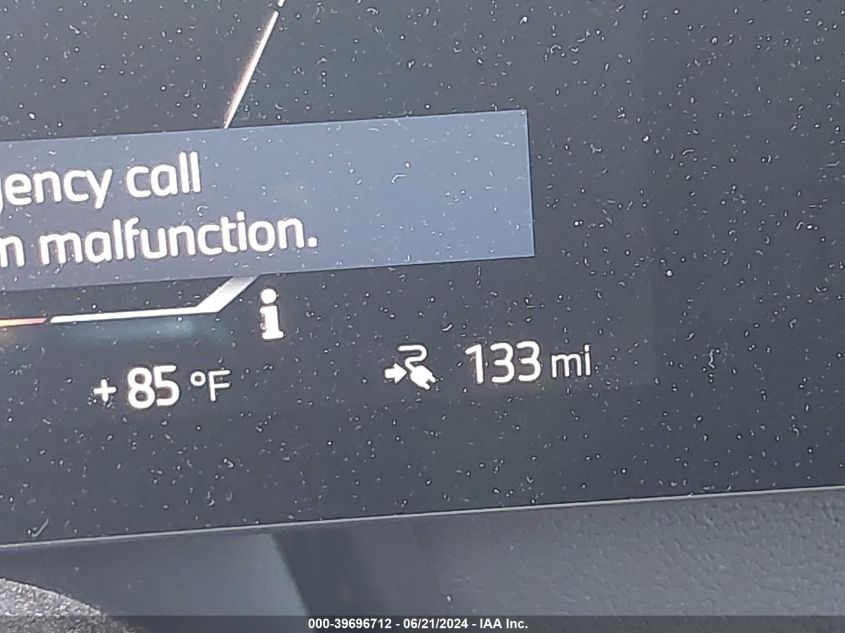 gency call
m malfunction.
i
+ 85 °F
133 mi
000-39696712 - 06/21/2024 - IAA Inc.